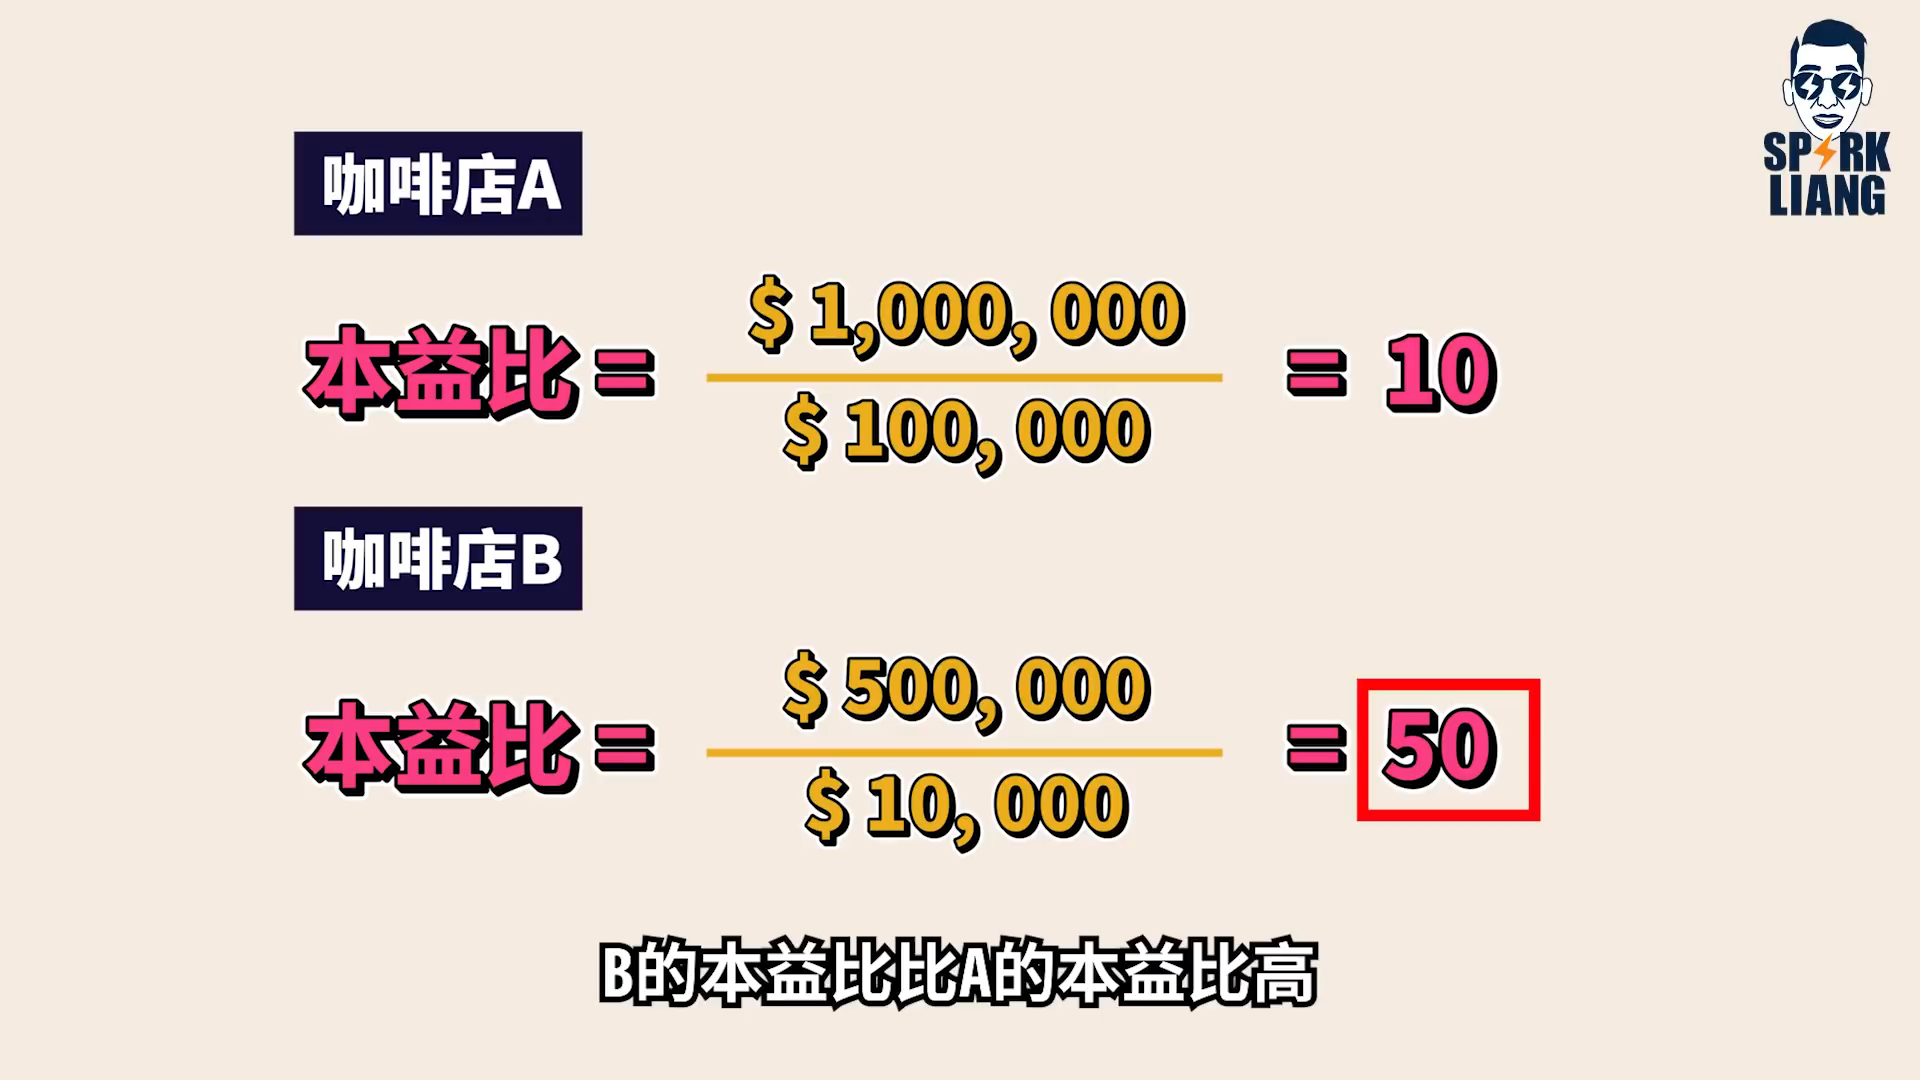 SPARK
LIANG
咖啡店A
本益比 = $ 1,000, 000 / $ 100, 000 = 10
咖啡店B
本益比 = $ 500, 000 / $ 10, 000 = 50
B的本益比比A的本益比高